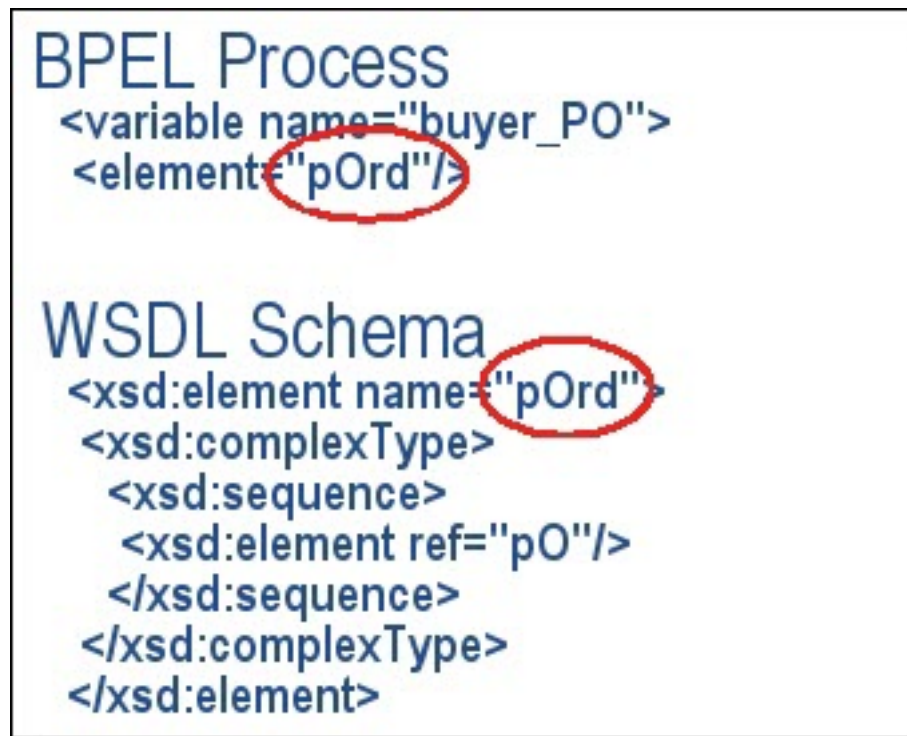 BPEL Process
<variable name="buyer_PO">
<element="pOrd"/>
WSDL Schema
<xsd:element name="pOrd">
<xsd:complexType>
<xsd:sequence>
<xsd:element ref="pO"/>
</xsd:sequence>
</xsd:complexType>
</xsd:element>